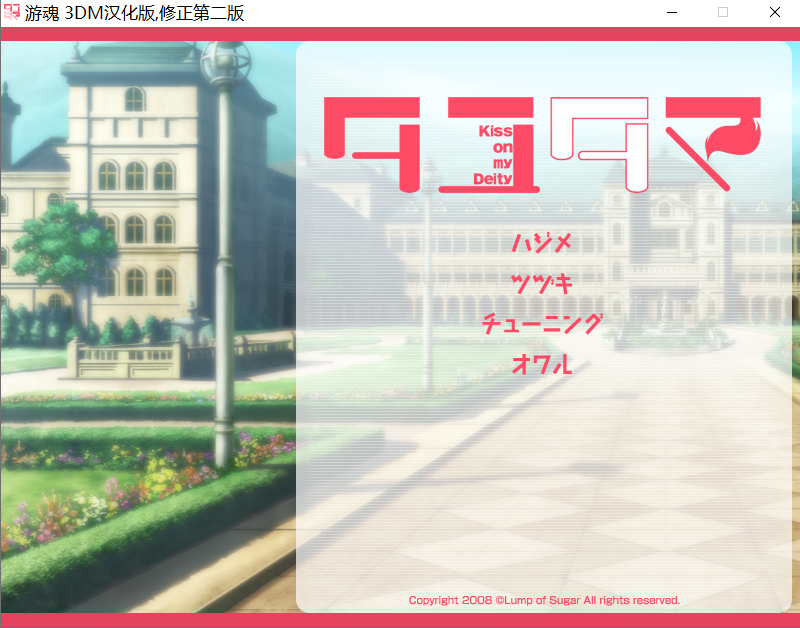 游魂 3DM汉化版,修正第二版
タユタマ
Kiss
on
my
Deity
ハジメ
ツヅキ
チューニング
オワル
Copyright 2008 ©Lump of Sugar All rights reserved.